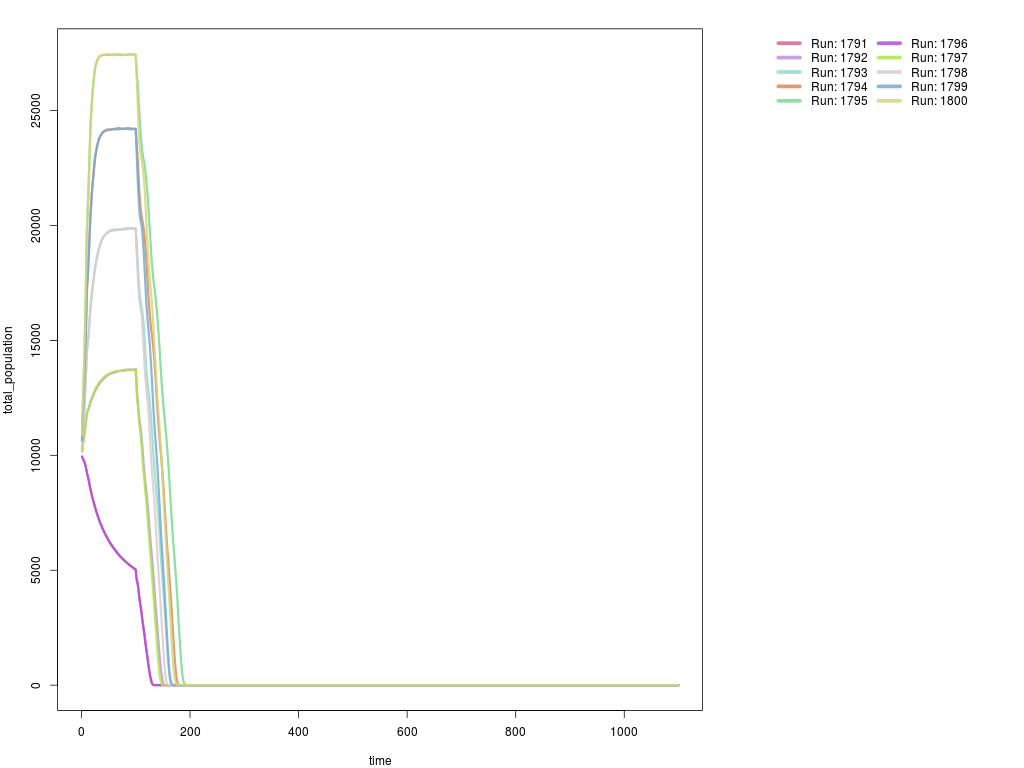 total_population
25000
20000
15000
10000
5000
0
0 200 400 600 800 1000
time
Run: 1791 Run: 1796
Run: 1792 Run: 1797
Run: 1793 Run: 1798
Run: 1794 Run: 1799
Run: 1795 Run: 1800